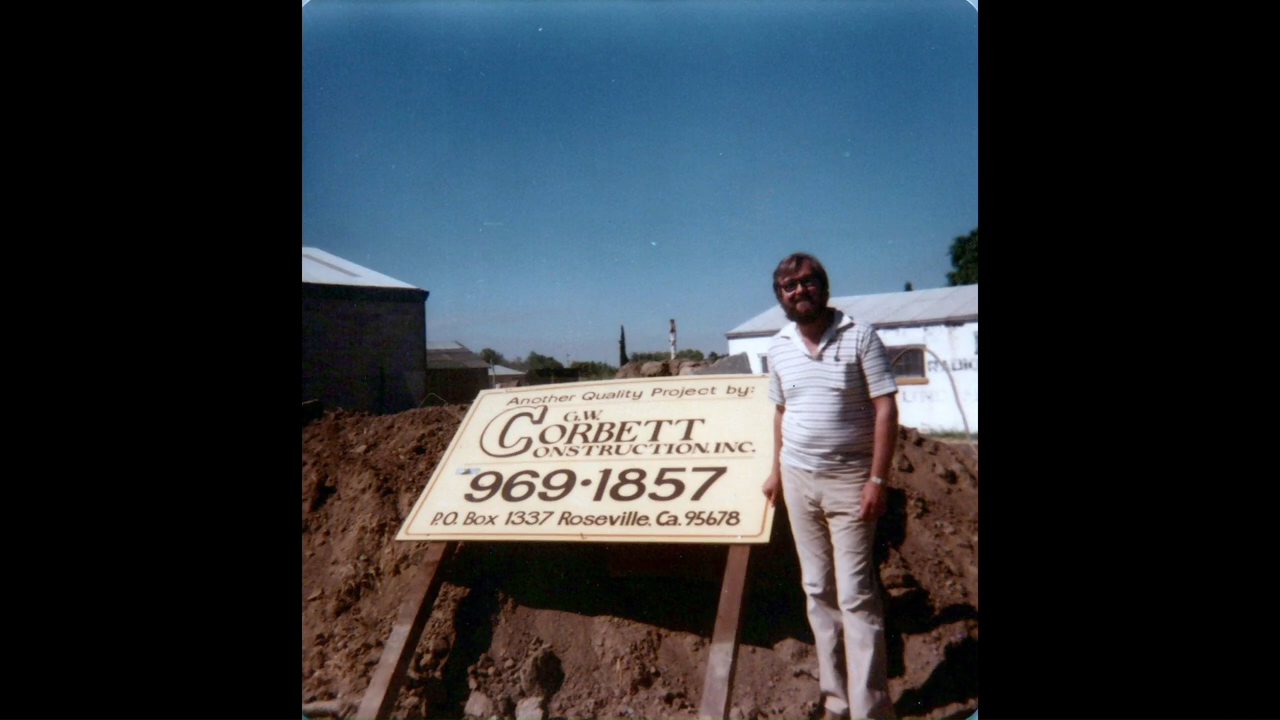 Another Quality Project by:
G.W.
CORBETT
CONSTRUCTION, INC.
969·1857
P.O. Box 1337 Roseville, Ca. 95678